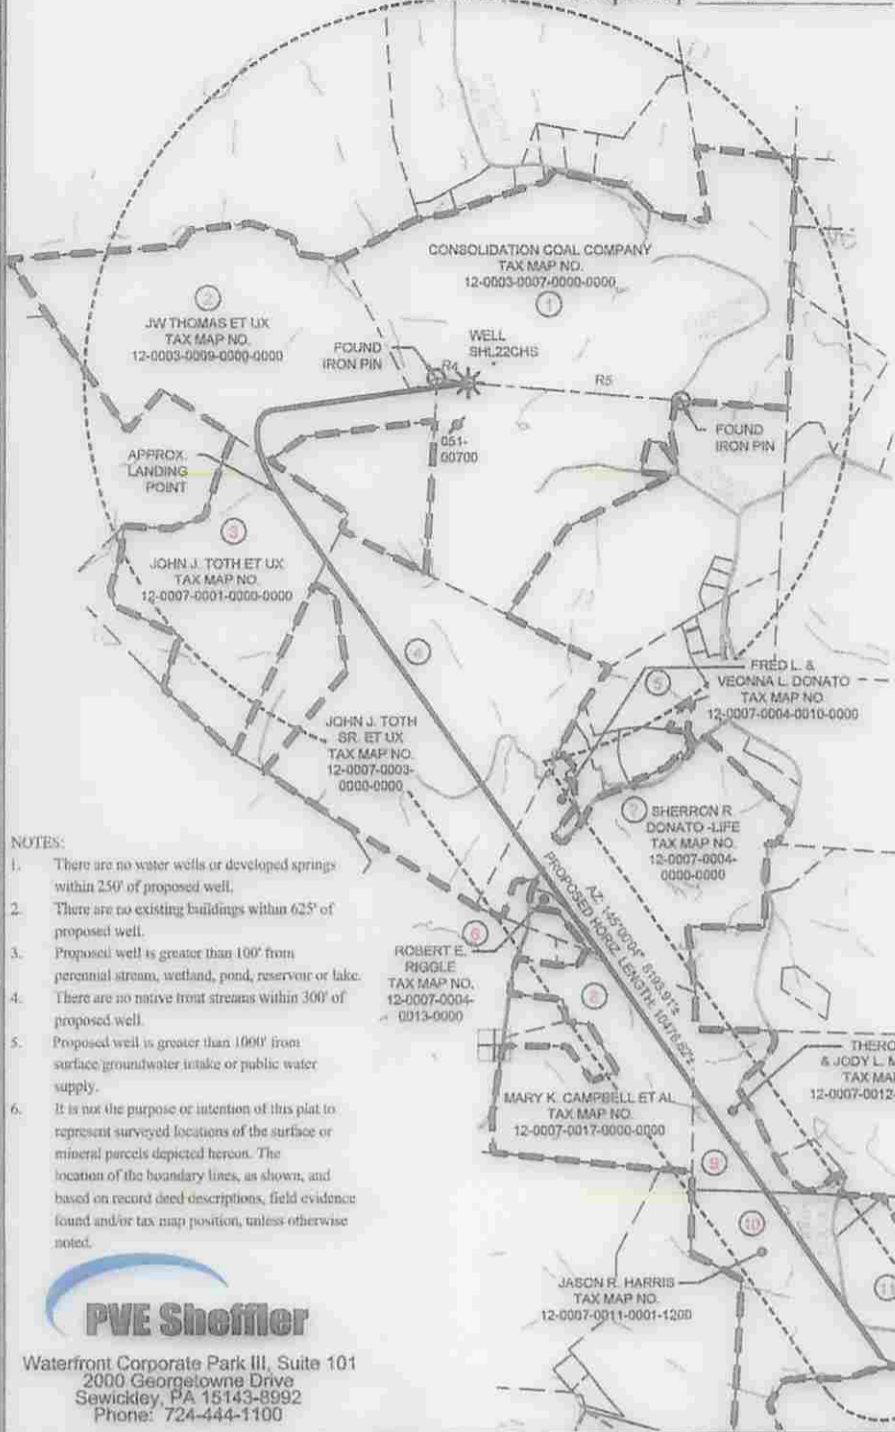 CONSOLIDATION COAL COMPANY
TAX MAP NO.
12-0003-0007-0000-0000
1
2
JW THOMAS ET UX
TAX MAP NO.
12-0003-0009-0000-0000
FOUND
IRON PIN
R4
WELL
SHL22CHS
R5
FOUND
IRON PIN
051-
00700
APPROX.
LANDING
POINT
3
JOHN J. TOTH ET UX
TAX MAP NO.
12-0007-0001-0000-0000
4
5
FRED L. &
VEONNA L. DONATO
TAX MAP NO.
12-0007-0004-0010-0000
JOHN J. TOTH
SR. ET UX
TAX MAP NO.
12-0007-0003-
0000-0000
7
SHERRON R.
DONATO -LIFE
TAX MAP NO.
12-0007-0004-
0000-0000
AZ. 145°00'04" 8193.91'±
PROPOSED HORIZ. LENGTH: 10476.62'±
6
ROBERT E.
RIGGLE
TAX MAP NO.
12-0007-0004-
0013-0000
8
& JODY L.
12-0007-0012-
MARY K. CAMPBELL ET AL
TAX MAP NO.
12-0007-0017-0000-0000
9
10
JASON R. HARRIS
TAX MAP NO.
12-0007-0011-0001-1200
11
NOTES:
1. There are no water wells or developed springs
within 250' of proposed well.
2. There are no existing buildings within 625' of
proposed well.
3. Proposed well is greater than 100' from
perennial stream, wetland, pond, reservoir or lake.
4. There are no native trout streams within 300' of
proposed well.
5. Proposed well is greater than 1000' from
surface groundwater intake or public water
supply.
6. It is not the purpose or intention of this plat to
represent surveyed locations of the surface or
mineral parcels depicted hereon. The
location of the boundary lines, as shown, and
based on record deed descriptions, field evidence
found and/or tax map position, unless otherwise
noted.
PVE Sheffler
Waterfront Corporate Park III, Suite 101
2000 Georgetowne Drive
Sewickley, PA 15143-8992
Phone: 724-444-1100